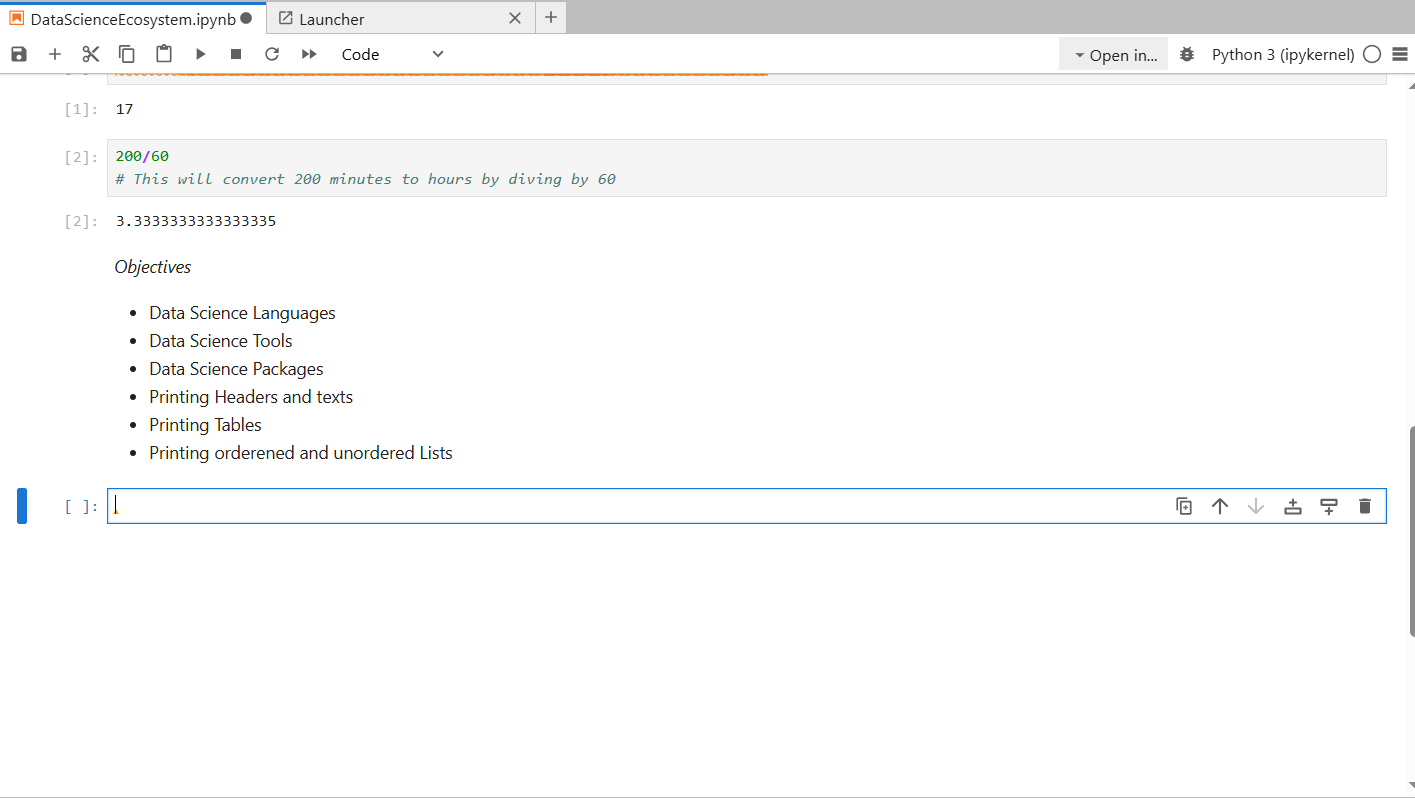 DataScienceEcosystem.ipynb
Launcher
Code
Open in...
Python 3 (ipykernel)
[1]: 17
[2]: 200/60
# This will convert 200 minutes to hours by diving by 60
[2]: 3.3333333333333335
Objectives
Data Science Languages
Data Science Tools
Data Science Packages
Printing Headers and texts
Printing Tables
Printing orderened and unordered Lists
[ ]: